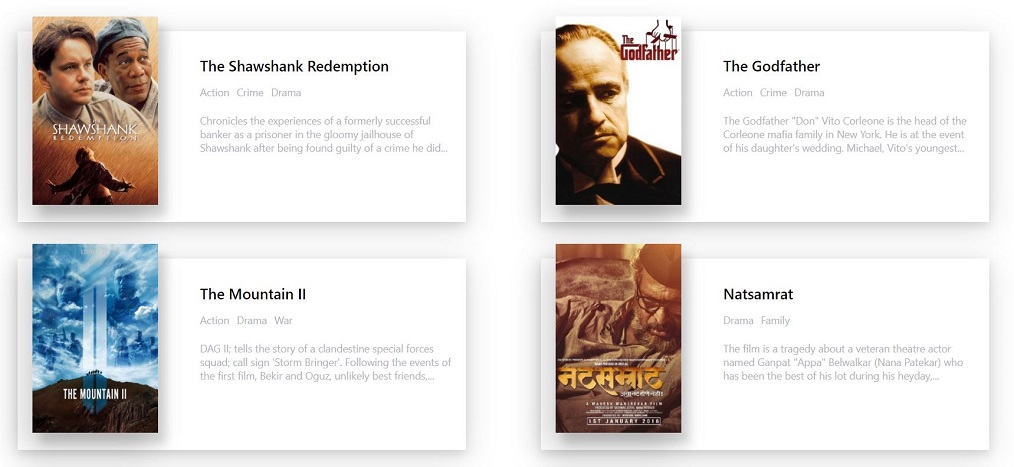 THE
SHAWSHANK
REDEMPTION
The Shawshank Redemption
Action Crime Drama
Chronicles the experiences of a formerly successful
banker as a prisoner in the gloomy jailhouse of
Shawshank after being found guilty of a crime he did...
The
Godfather
The Godfather
Action Crime Drama
The Godfather "Don" Vito Corleone is the head of the
Corleone mafia family in New York. He is at the event
of his daughter's wedding. Michael, Vito's youngest...
THE MOUNTAIN II
The Mountain II
Action Drama War
DAG II; tells the story of a clandestine special forces
squad; call sign 'Storm Bringer'. Following the events of
the first film, Bekir and Oguz, unlikely best friends,...
नटसम्राट
असा नट होणे नाही
A MAHESH MANJREKAR FILM
1ST JANUARY 2016
Natsamrat
Drama Family
The film is a tragedy about a veteran theatre actor
named Ganpat "Appa" Belwalkar (Nana Patekar) who
has been the best of his lot during his heyday,...